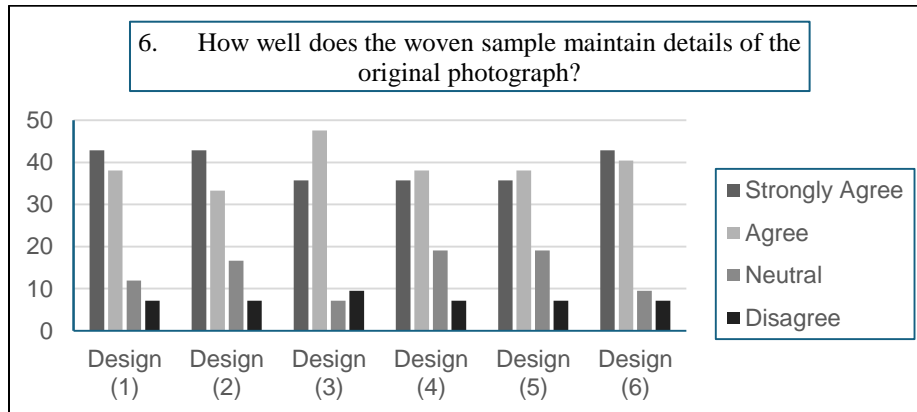 6. How well does the woven sample maintain details of the
original photograph?
50
40
30
20
10
0
Design
(1)
Design
(2)
Design
(3)
Design
(4)
Design
(5)
Design
(6)
Strongly Agree
Agree
Neutral
Disagree